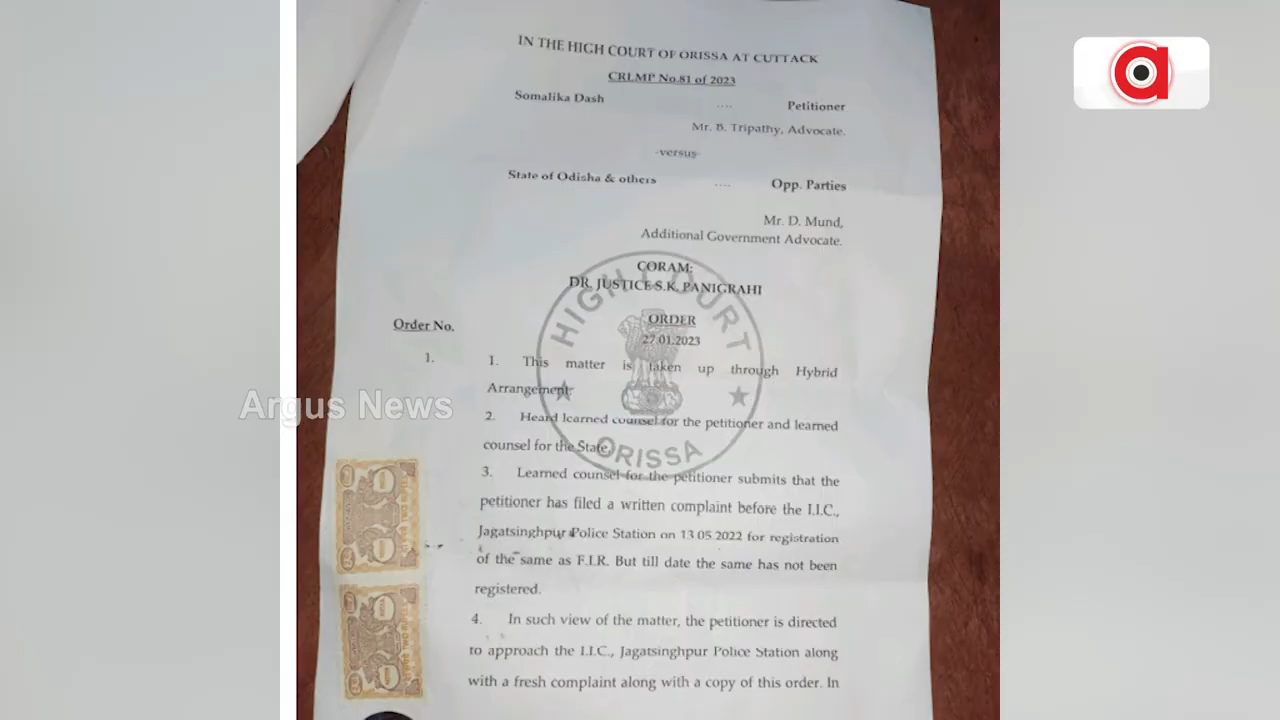 IN THE HIGH COURT OF ORISSA AT CUTTACK
CRLMP No.81 of 2023
Somalika Dash .... Petitioner
Mr. B. Tripathy, Advocate.
-versus-
State of Odisha & others .... Opp. Parties
Mr. D. Mund,
Additional Government Advocate.
CORAM:
DR. JUSTICE S.K. PANIGRAHI
HIGH COURT
ORISSA
Order No.
ORDER
27.01.2023
1.
1. This matter is taken up through Hybrid
Arrangement.
Argus News
2. Heard learned counsel for the petitioner and learned
counsel for the State.
3. Learned counsel for the petitioner submits that the
petitioner has filed a written complaint before the I.I.C.,
Jagatsinghpur Police Station on 13.05.2022 for registration
of the same as F.I.R. But till date the same has not been
registered.
4. In such view of the matter, the petitioner is directed
to approach the I.I.C., Jagatsinghpur Police Station along
with a fresh complaint along with a copy of this order. In
a